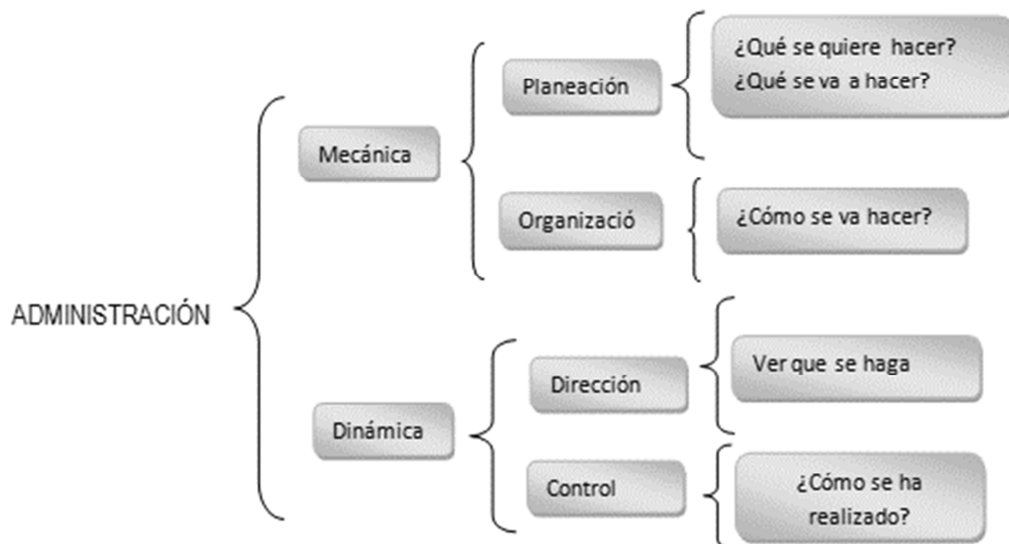 ADMINISTRACIÓN
Mecánica
Planeación
¿Qué se quiere hacer?
¿Qué se va a hacer?
Organizació
¿Cómo se va hacer?
Dinámica
Dirección
Ver que se haga
Control
¿Cómo se ha
realizado?